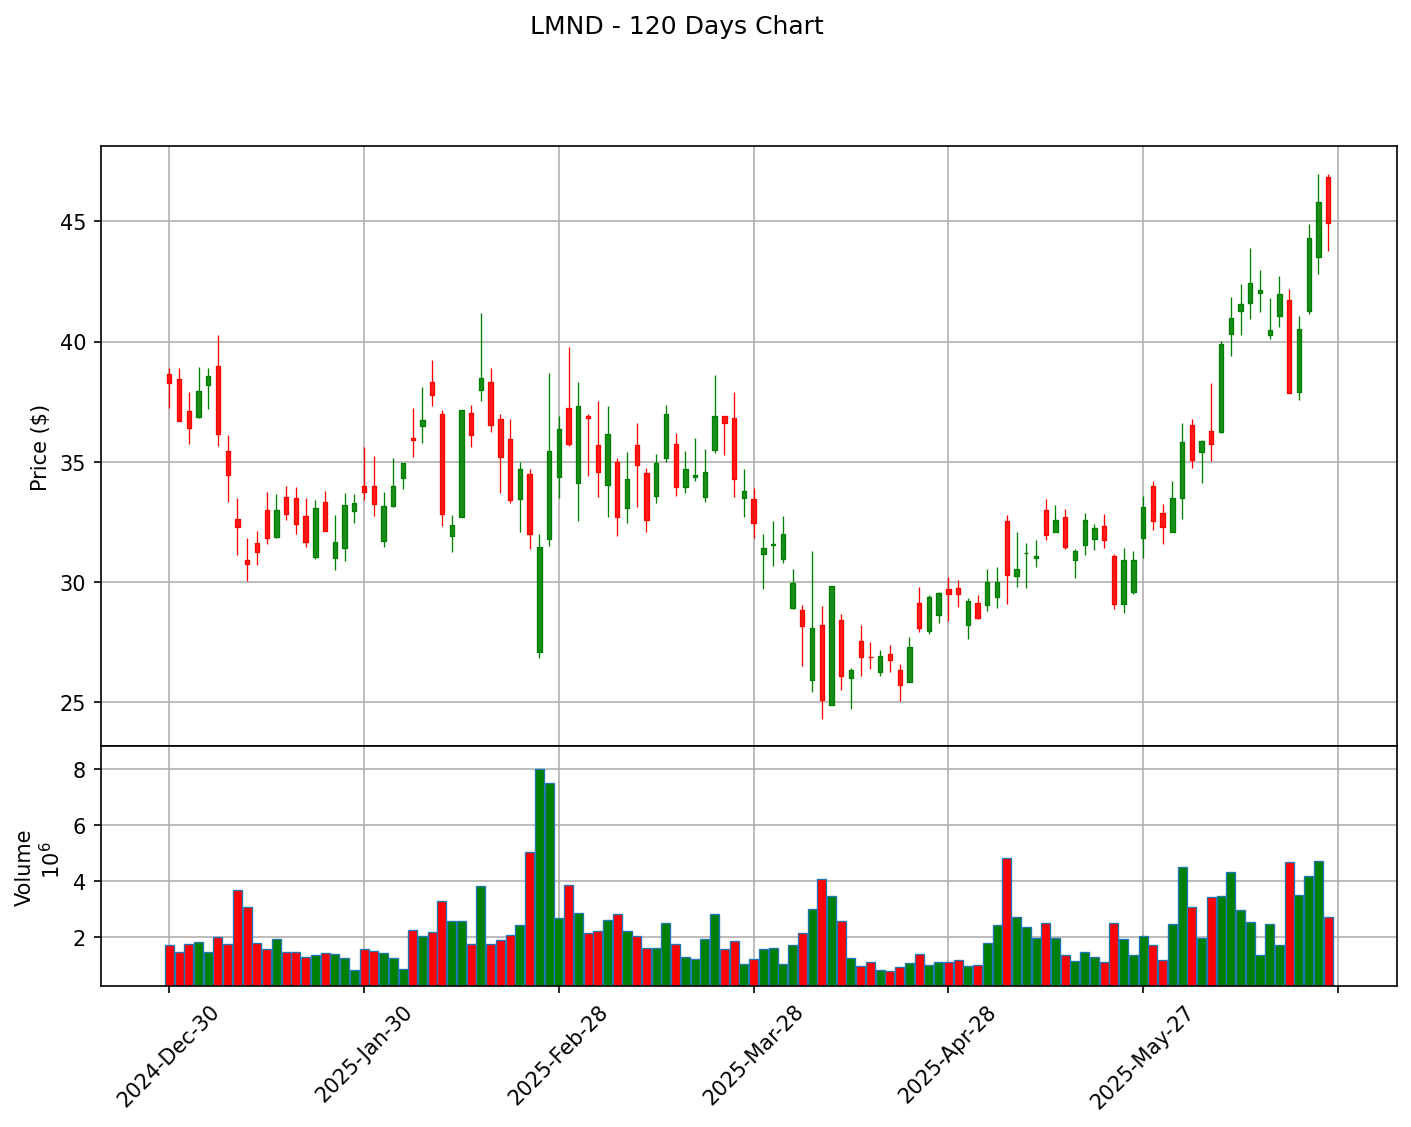 LMND - 120 Days Chart
Price ($)
45
40
35
30
25
Volume
10⁶
8
6
4
2
2024-Dec-30
2025-Jan-30
2025-Feb-28
2025-Mar-28
2025-Apr-28
2025-May-27